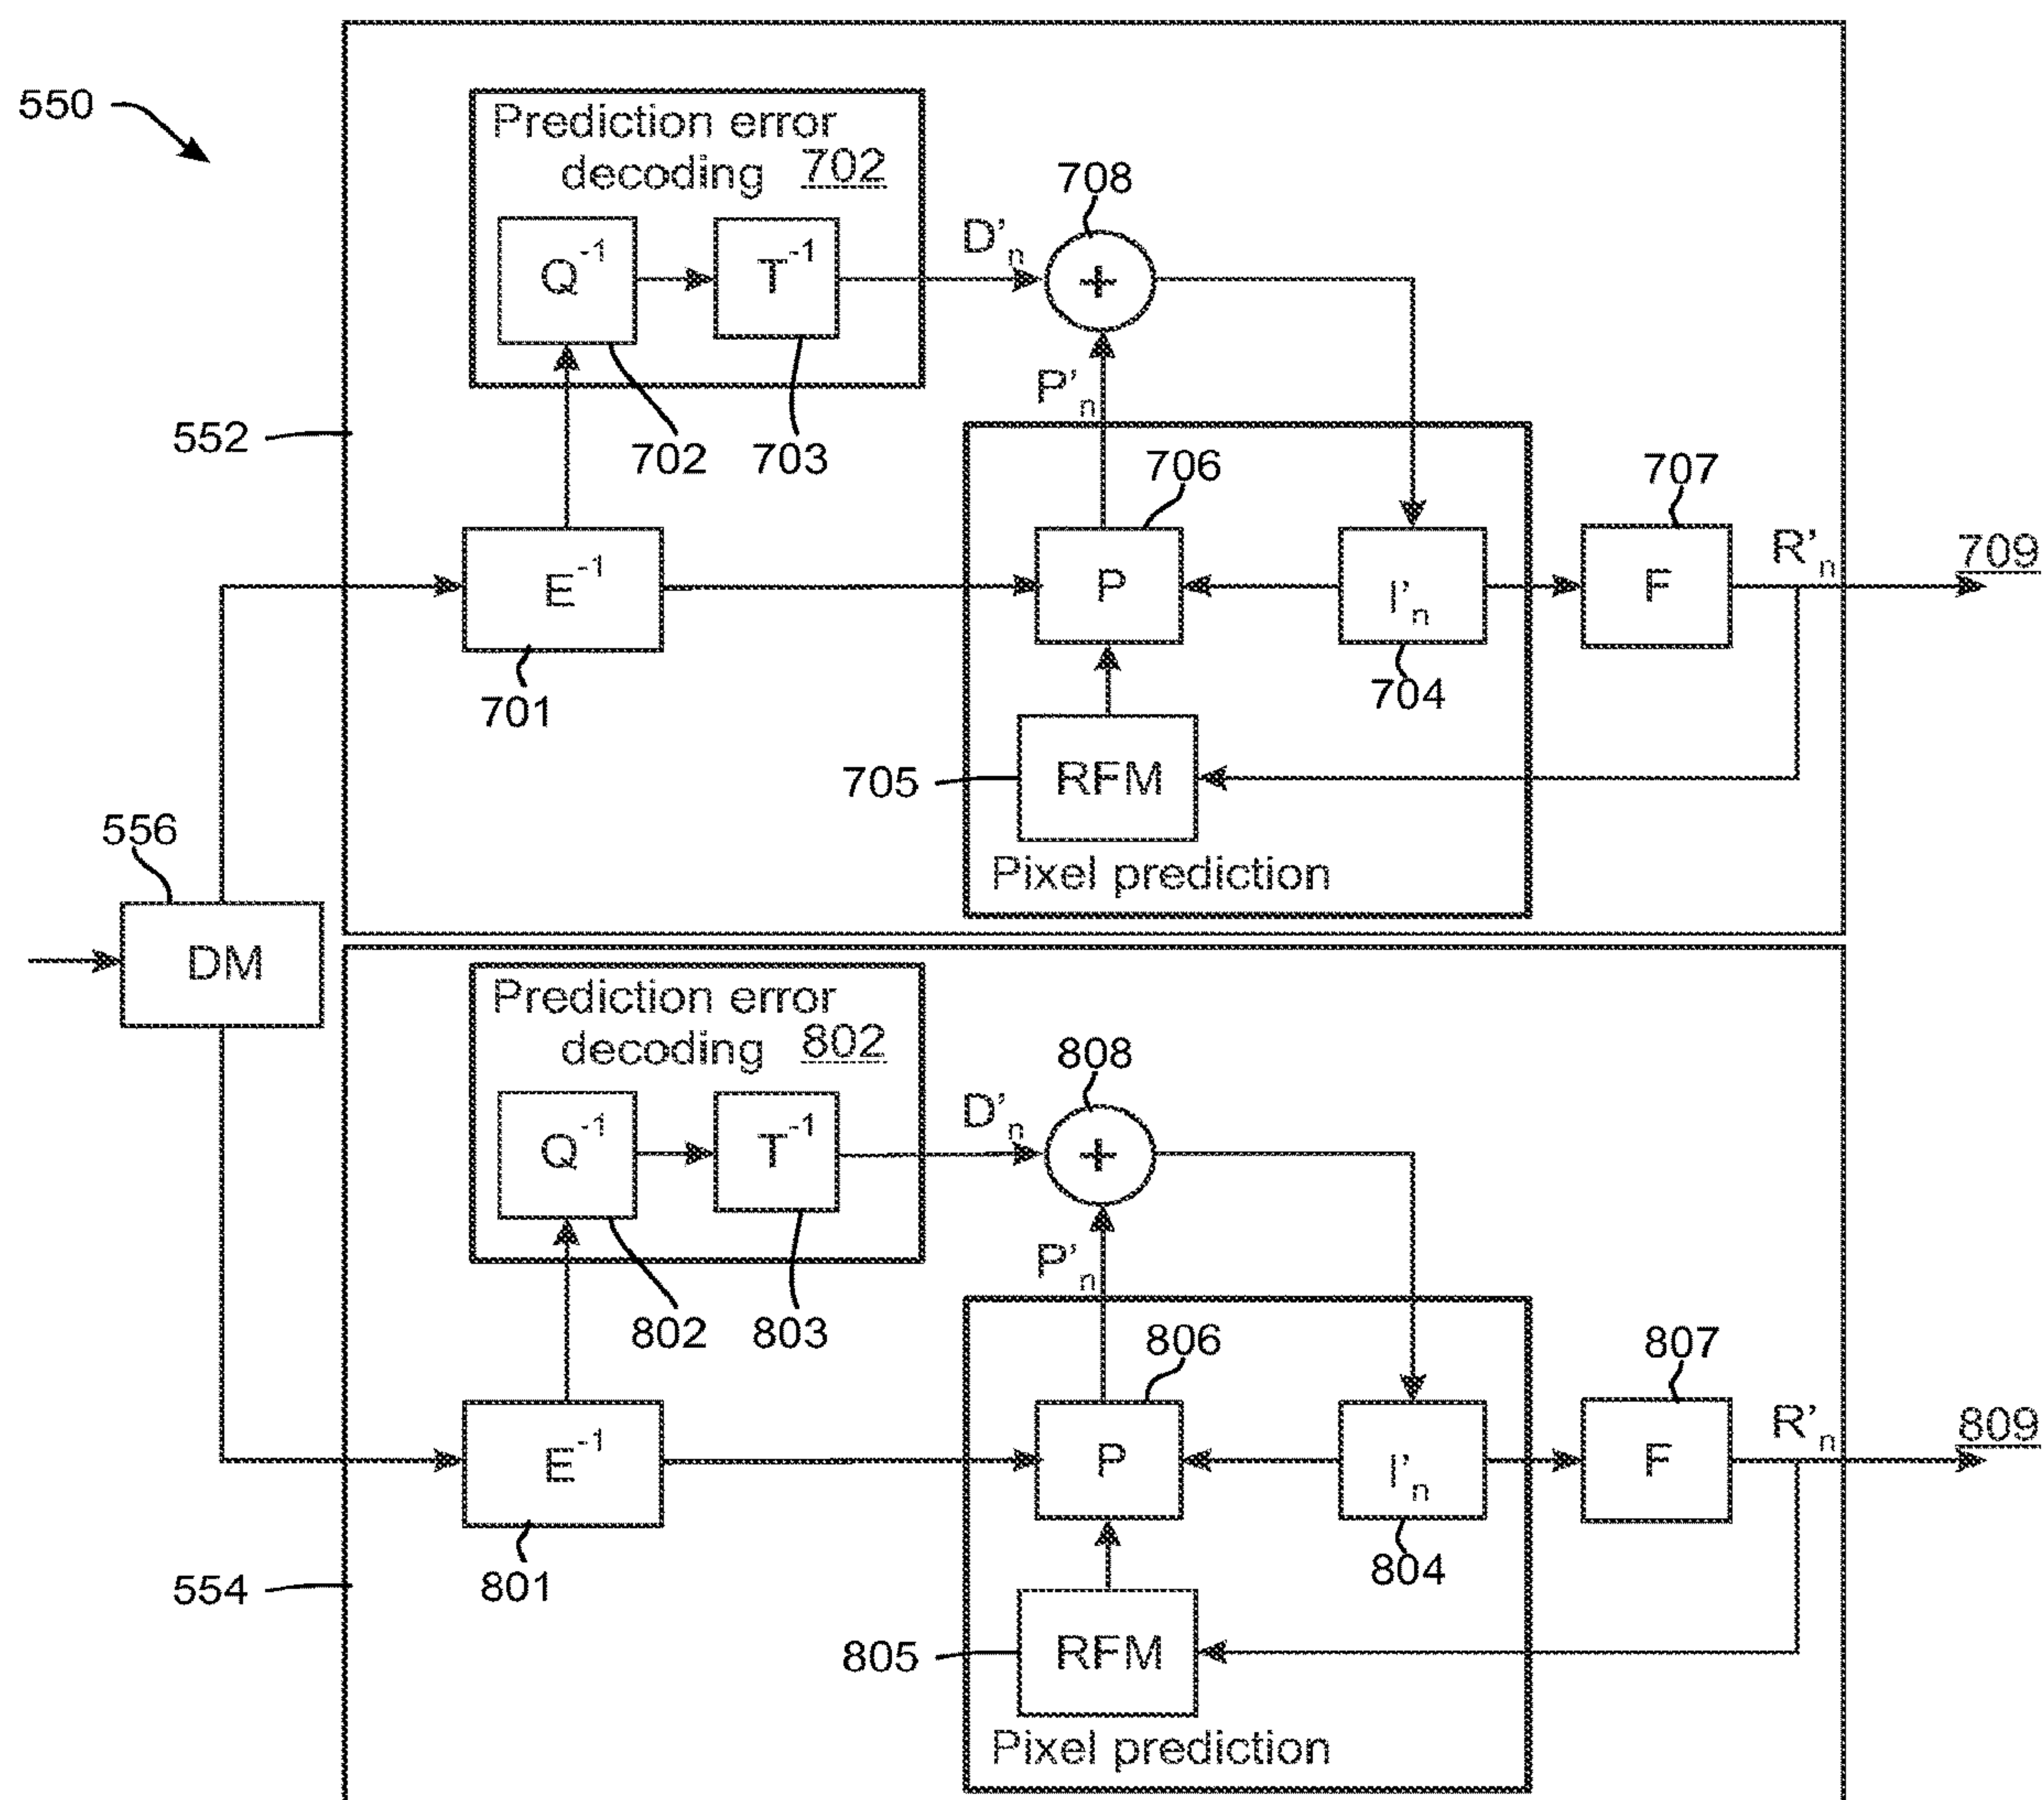 550
Prediction error
decoding 702
708
Q-1
T-1
D'n
P'n
552
702
703
706
707
E-1
P
I'n
F
R'n
709
701
704
705
RFM
556
Pixel prediction
DM
Prediction error
decoding 802
808
Q-1
T-1
D'n
P'n
802
803
806
807
E-1
P
I'n
F
R'n
809
801
804
554
805
RFM
Pixel prediction